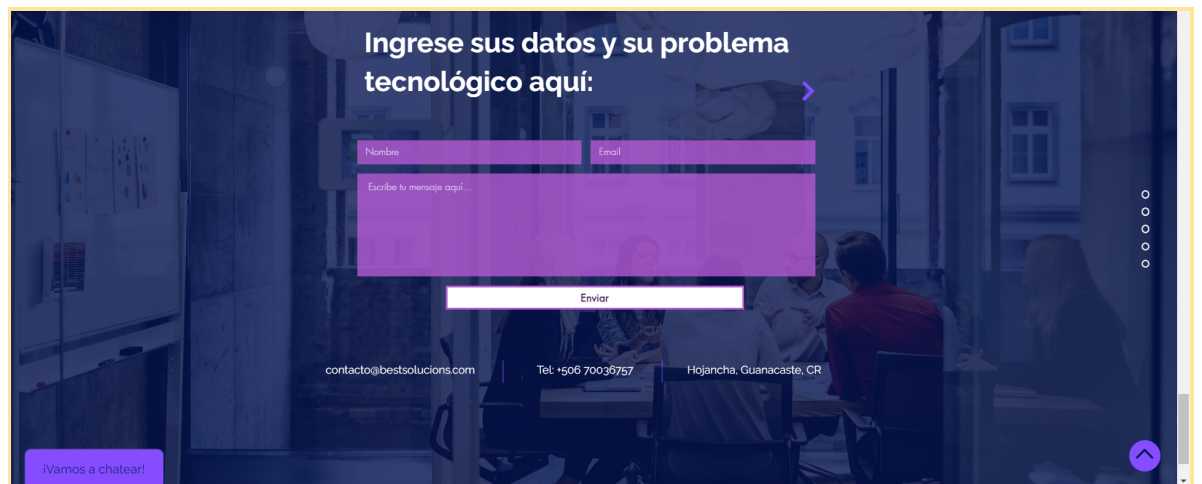 Ingrese sus datos y su problema
tecnológico aquí:
Nombre
Email
Escribe tu mensaje aquí...
Enviar
contacto@bestsolucions.com
Tel: +506 70036757
Hojancha, Guanacaste, CR
¡Vamos a chatear!